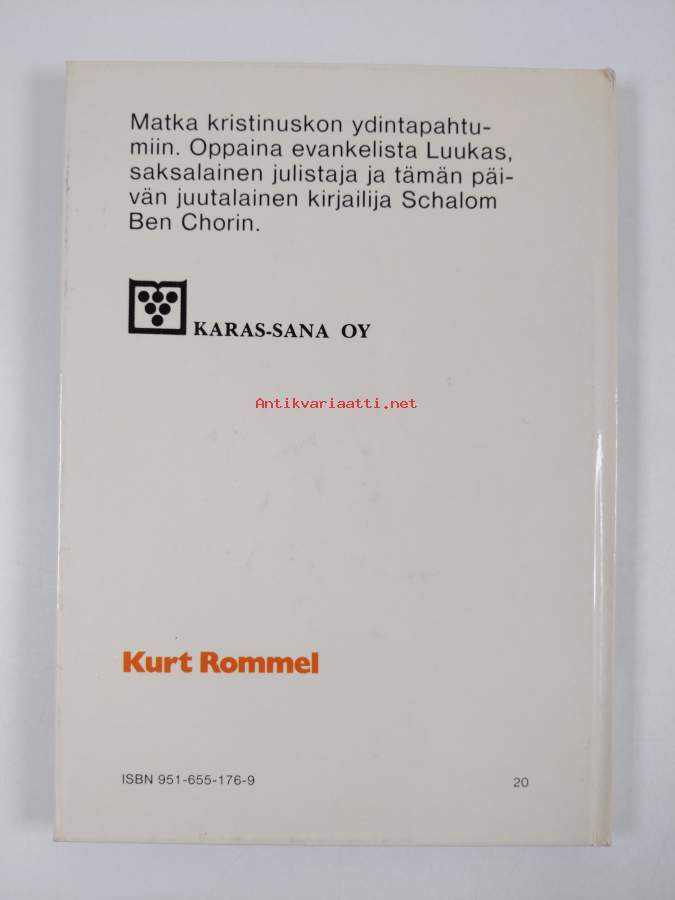 Matka kristinuskon ydintapahtu-
miin. Oppaina evankelista Luukas,
saksalainen julistaja ja tämän päi-
vän juutalainen kirjailija Schalom
Ben Chorin.
KARAS-SANA OY
Antikvariaatti.net
Kurt Rommel
ISBN 951-655-176-9 20